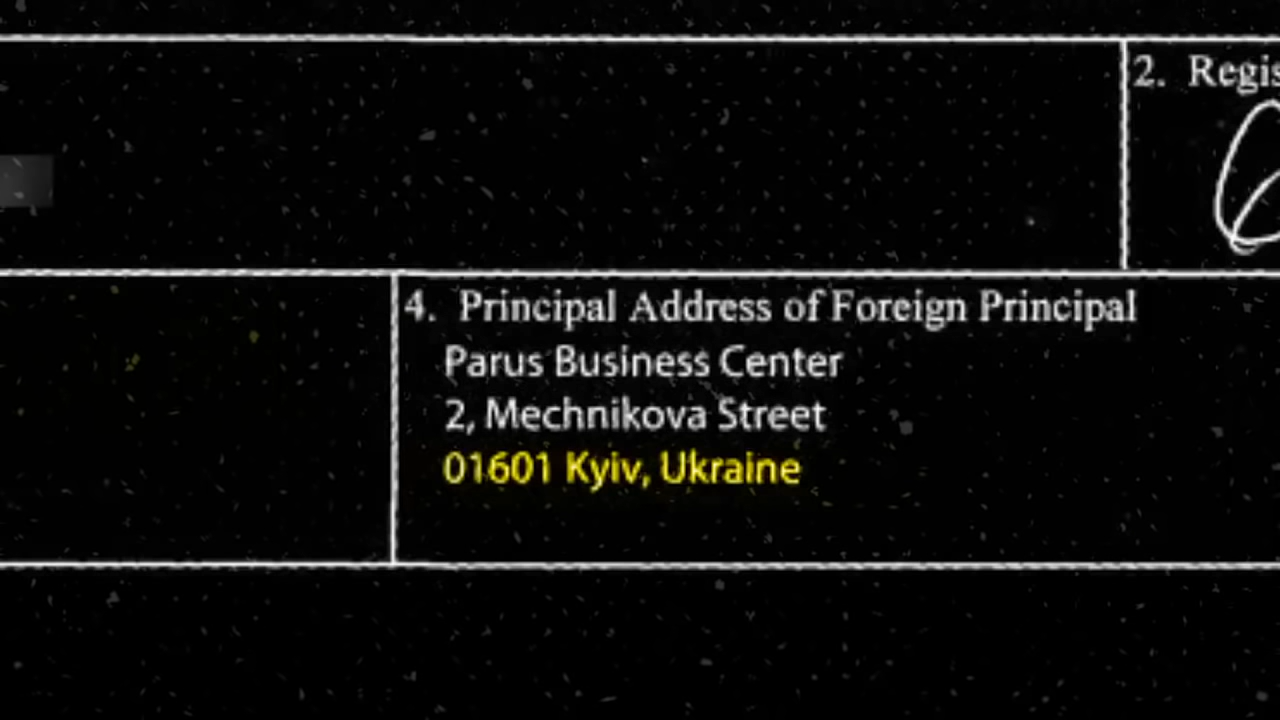 2. Regis
4. Principal Address of Foreign Principal
Parus Business Center
2, Mechnikova Street
01601 Kyiv, Ukraine